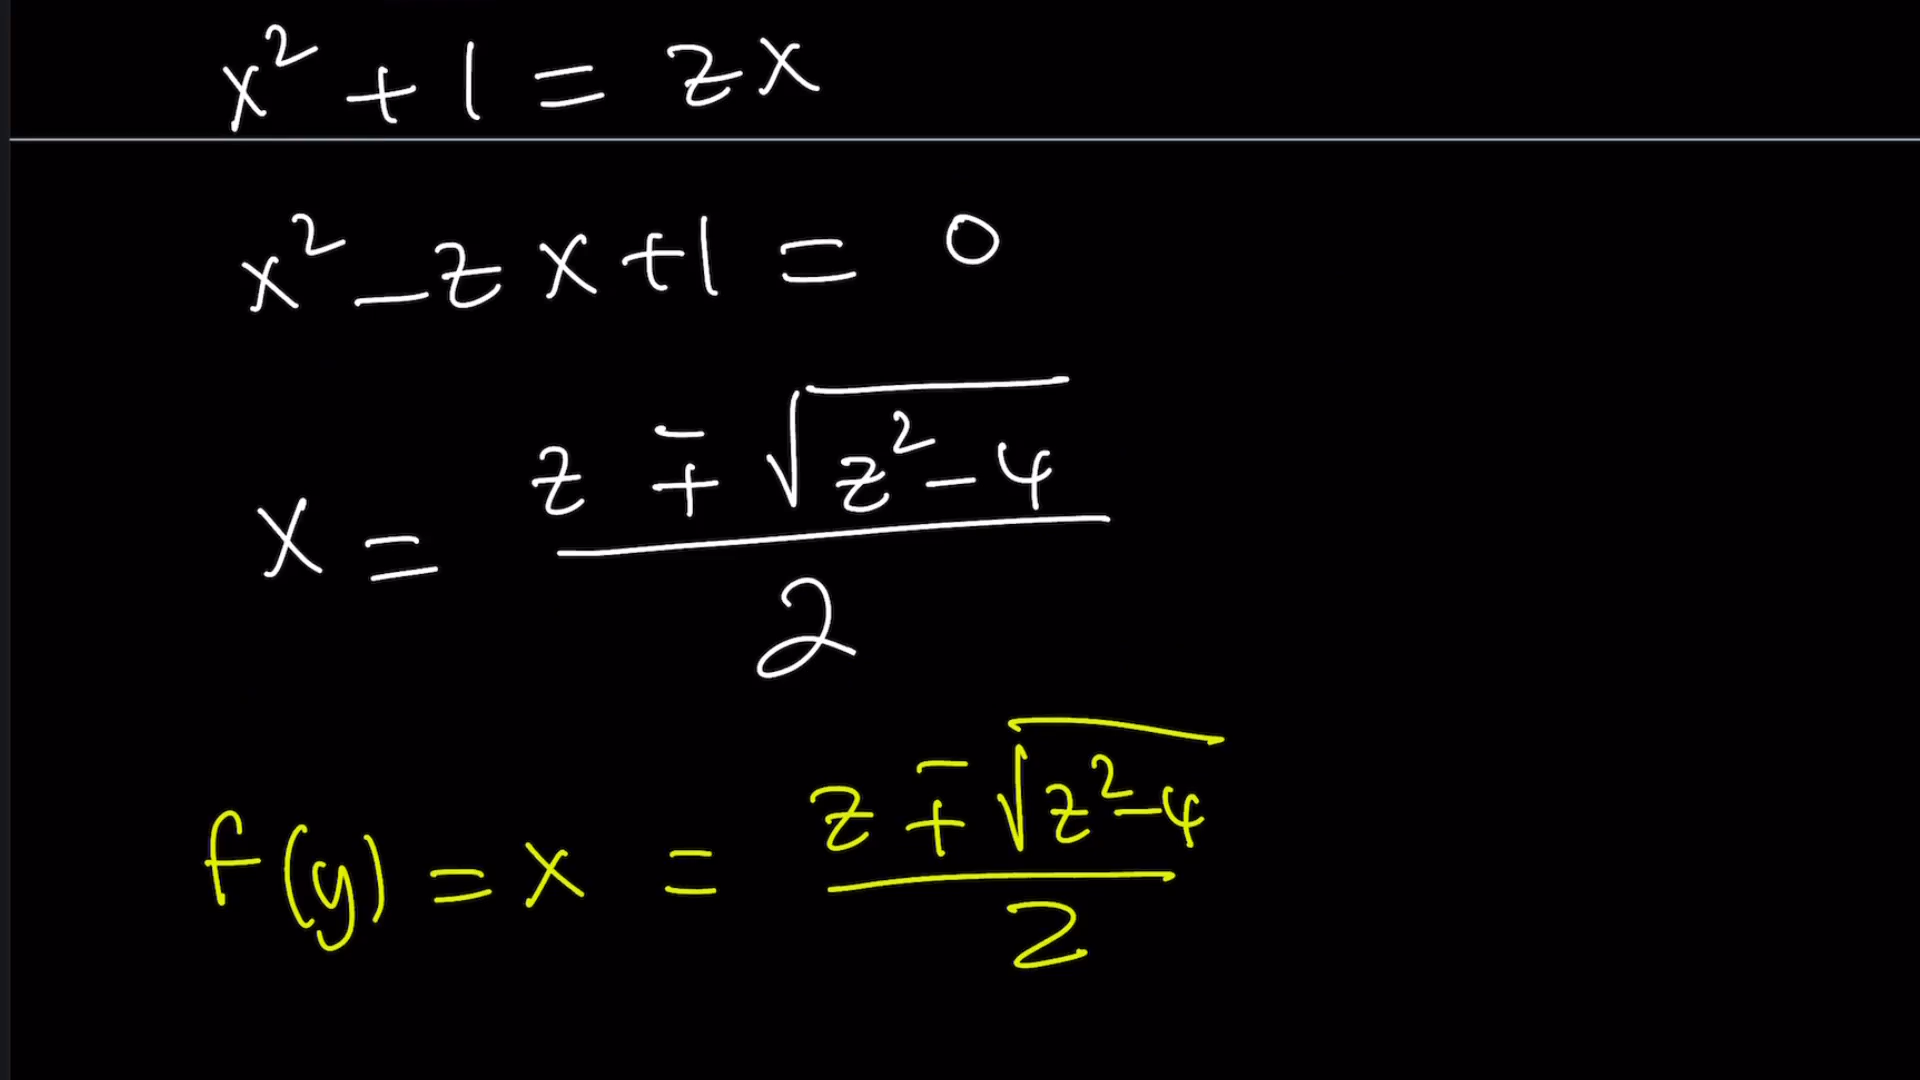 x² + 1 = zx
x² - zx + 1 = 0
x = (z ∓ √(z² - 4)) / 2
f(y) = x = (z ∓ √(z² - 4)) / 2